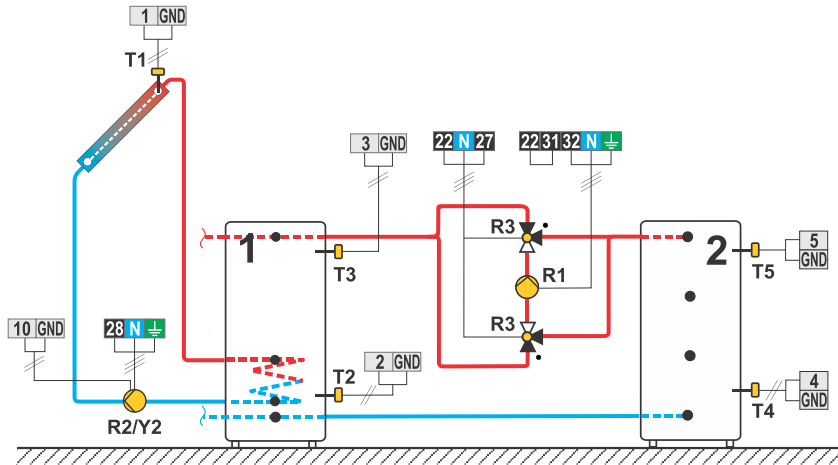 1 GND
T1
3 GND
22 N 27
22 31 32 N
R3
1
2
5
GND
T3
T5
R1
R3
10 GND
28 N
T2
2 GND
4
GND
T4
R2/Y2